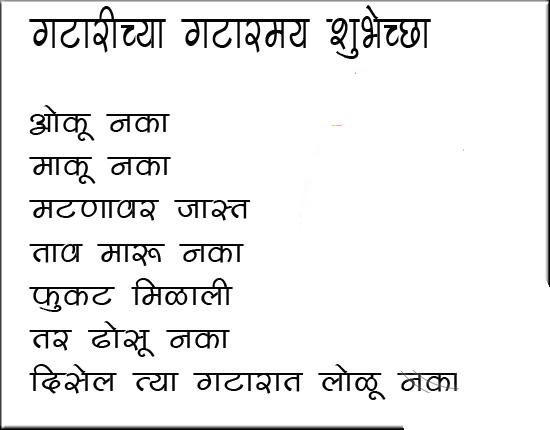 गटारीच्या गटारमय शुभेच्छा
ओकू नका
माकू नका
मटणावर जास्त
ताव मारू नका
फुकट मिळाली
तर ढोसू नका
दिसेल त्या गटारात लोळू नका